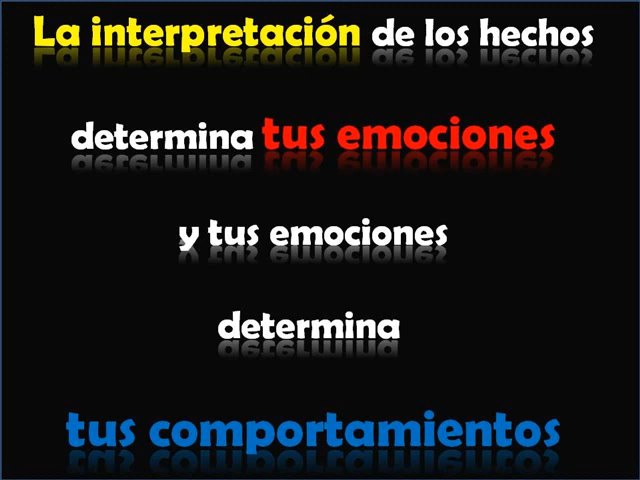 La interpretación de los hechos
determina tus emociones
y tus emociones
determina
tus comportamientos